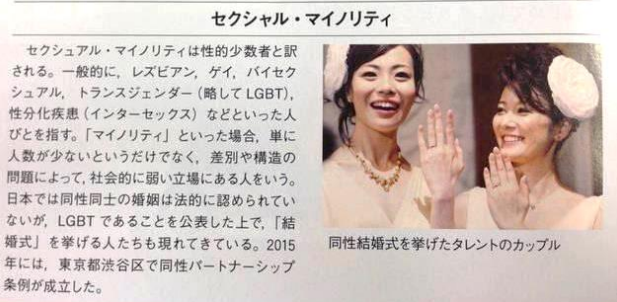 セクシャル・マイノリティ
セクシュアル・マイノリティは性的少数者と訳
される。一般的に，レズビアン，ゲイ，バイセク
シュアル，トランスジェンダー（略してLGBT），
性分化疾患（インターセックス）などといった人
びとを指す。「マイノリティ」といった場合，単に
人数が少ないというだけでなく，差別や構造の
問題によって，社会的に弱い立場にある人をいう。
日本では同性同士の婚姻は法的に認められてい
ないが，LGBTであることを公表した上で，「結
婚式」を挙げる人たちも現れてきている。2015
年には，東京都渋谷区で同性パートナーシップ
条例が成立した。
同性結婚式を挙げたタレントのカップル